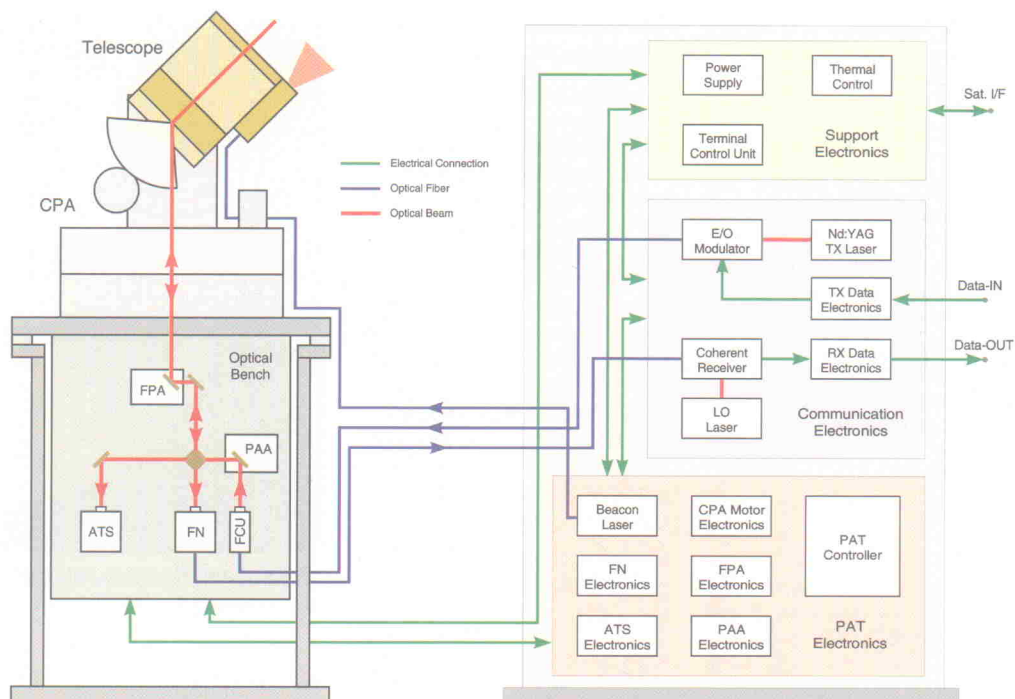 Telescope
CPA
Electrical Connection
Optical Fiber
Optical Beam
Optical
Bench
FPA
PAA
ATS
FN
FCU
Power
Supply
Thermal
Control
Terminal
Control Unit
Support
Electronics
Sat. I/F
E/O
Modulator
Nd:YAG
TX Laser
TX Data
Electronics
Data-IN
Coherent
Receiver
RX Data
Electronics
Data-OUT
LO
Laser
Communication
Electronics
Beacon
Laser
CPA Motor
Electronics
PAT
Controller
FN
Electronics
FPA
Electronics
ATS
Electronics
PAA
Electronics
PAT
Electronics